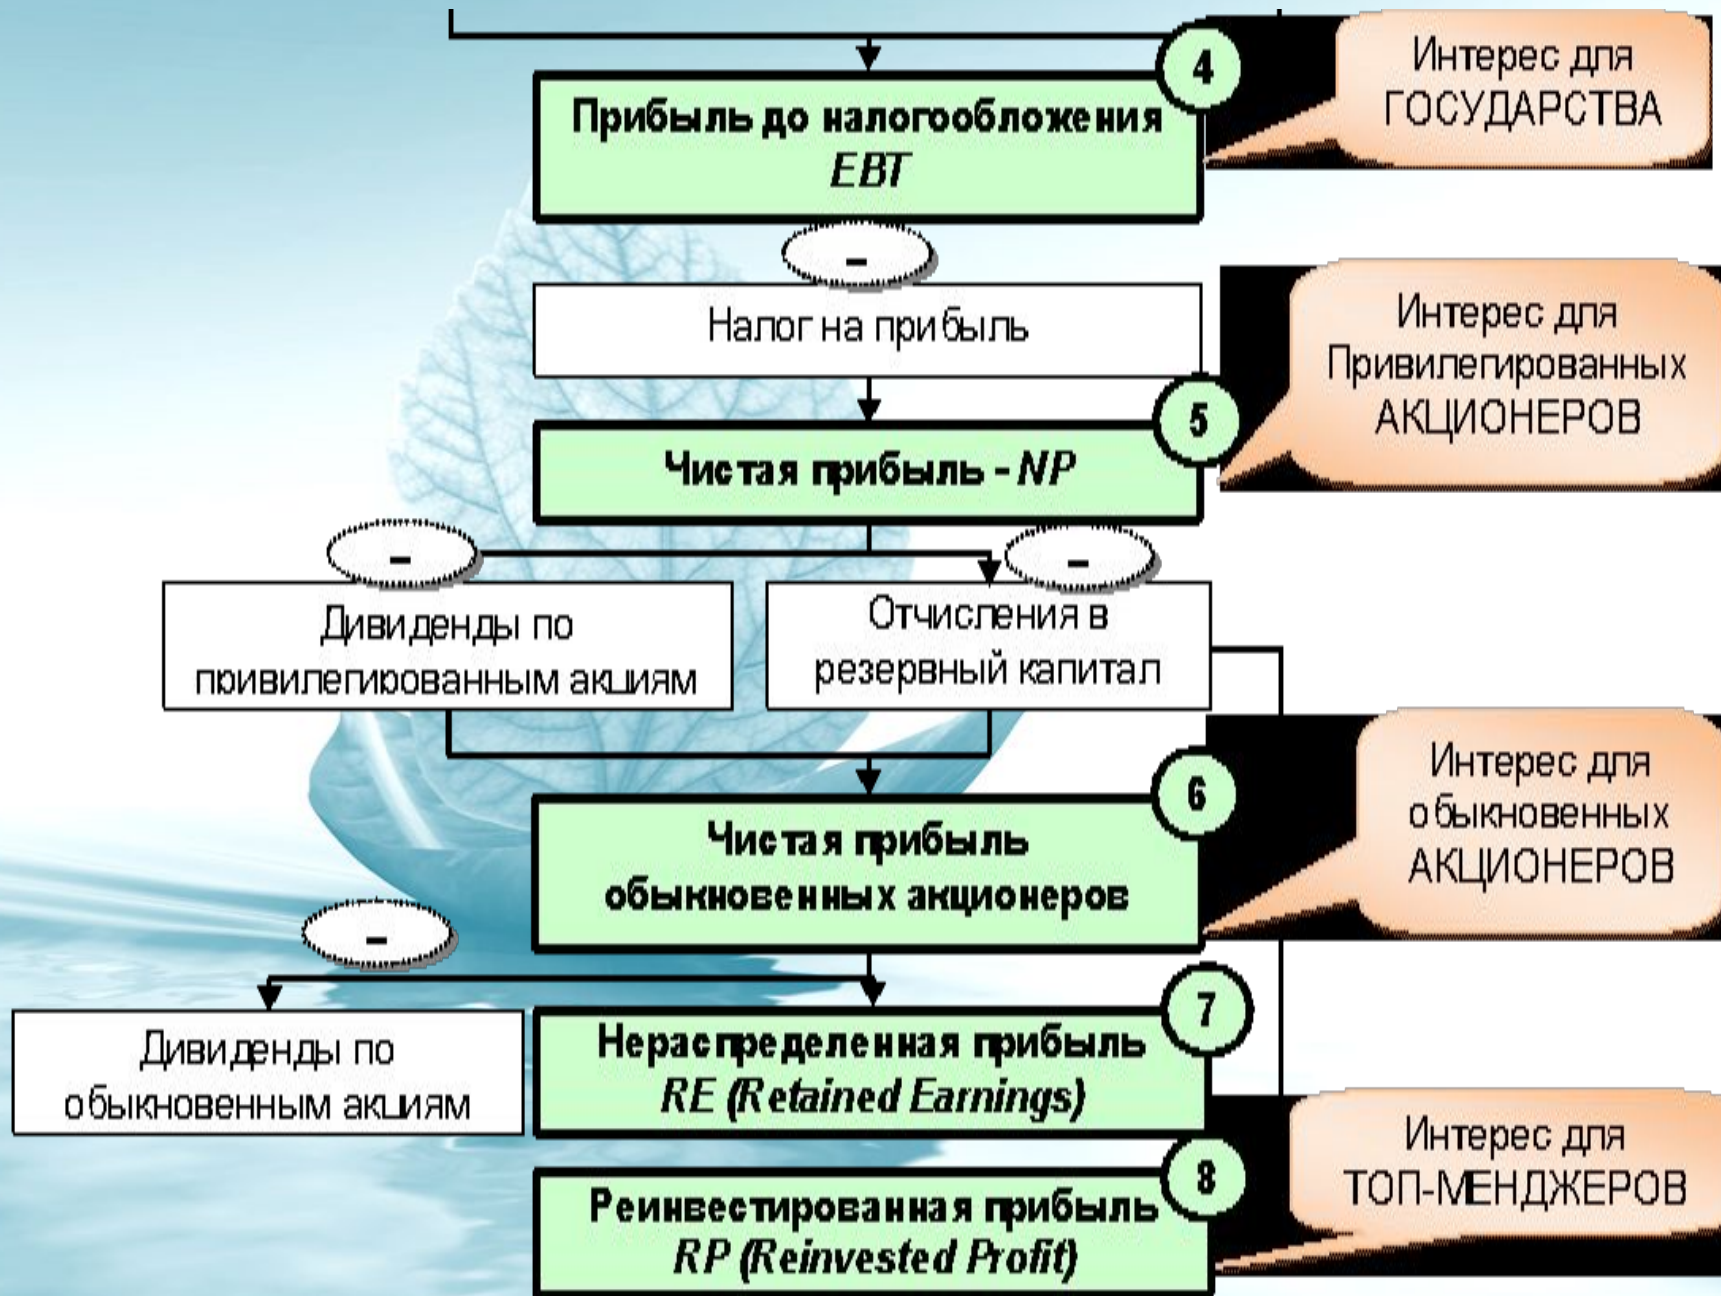 4
Интерес для
ГОСУДАРСТВА
Прибыль до налогообложения
EBT
–
Налог на прибыль
Интерес для
Привилегированных
АКЦИОНЕРОВ
5
Чистая прибыль - NP
–
–
Дивиденды по
привилегированным акциям
Отчисления в
резервный капитал
6
Интерес для
обыкновенных
АКЦИОНЕРОВ
Чистая прибыль
обыкновенных акционеров
–
7
Дивиденды по
обыкновенным акциям
Нераспределенная прибыль
RE (Retained Earnings)
8
Интерес для
ТОП-МЕНДЖЕРОВ
Реинвестированная прибыль
RP (Reinvested Profit)